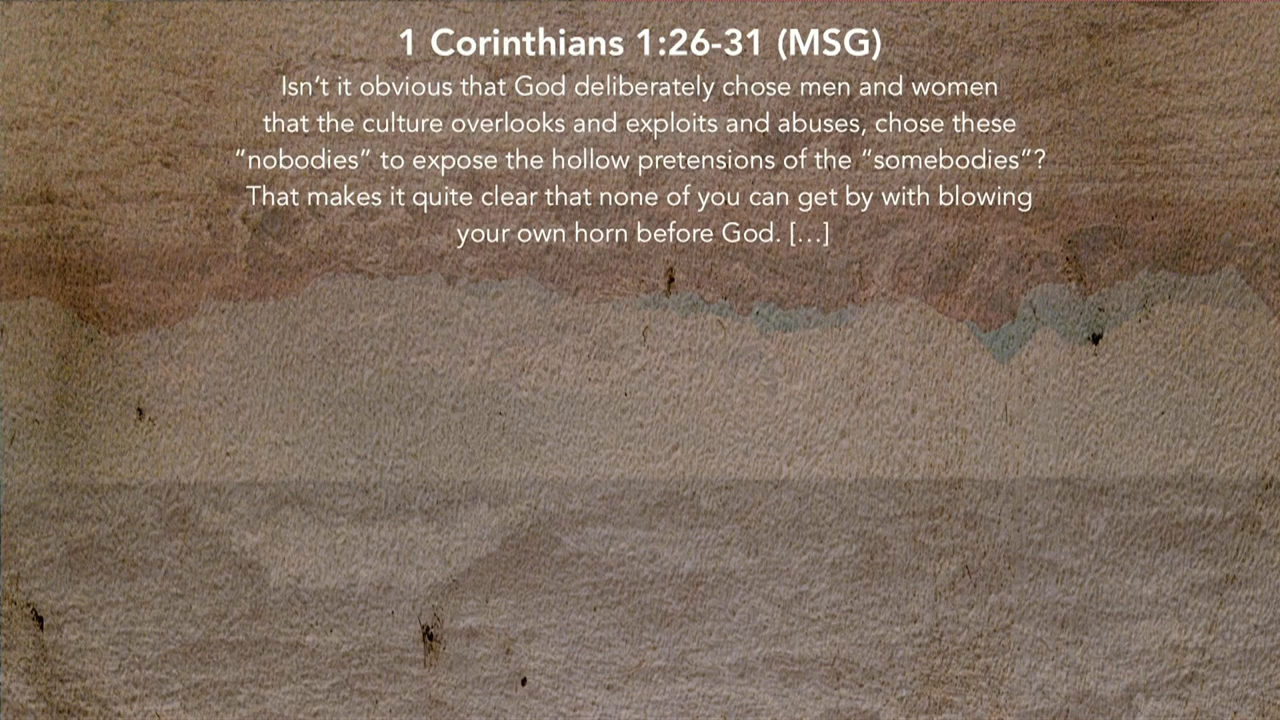 1 Corinthians 1:26-31 (MSG)
Isn’t it obvious that God deliberately chose men and women
that the culture overlooks and exploits and abuses, chose these
“nobodies” to expose the hollow pretensions of the “somebodies”?
That makes it quite clear that none of you can get by with blowing
your own horn before God. […]